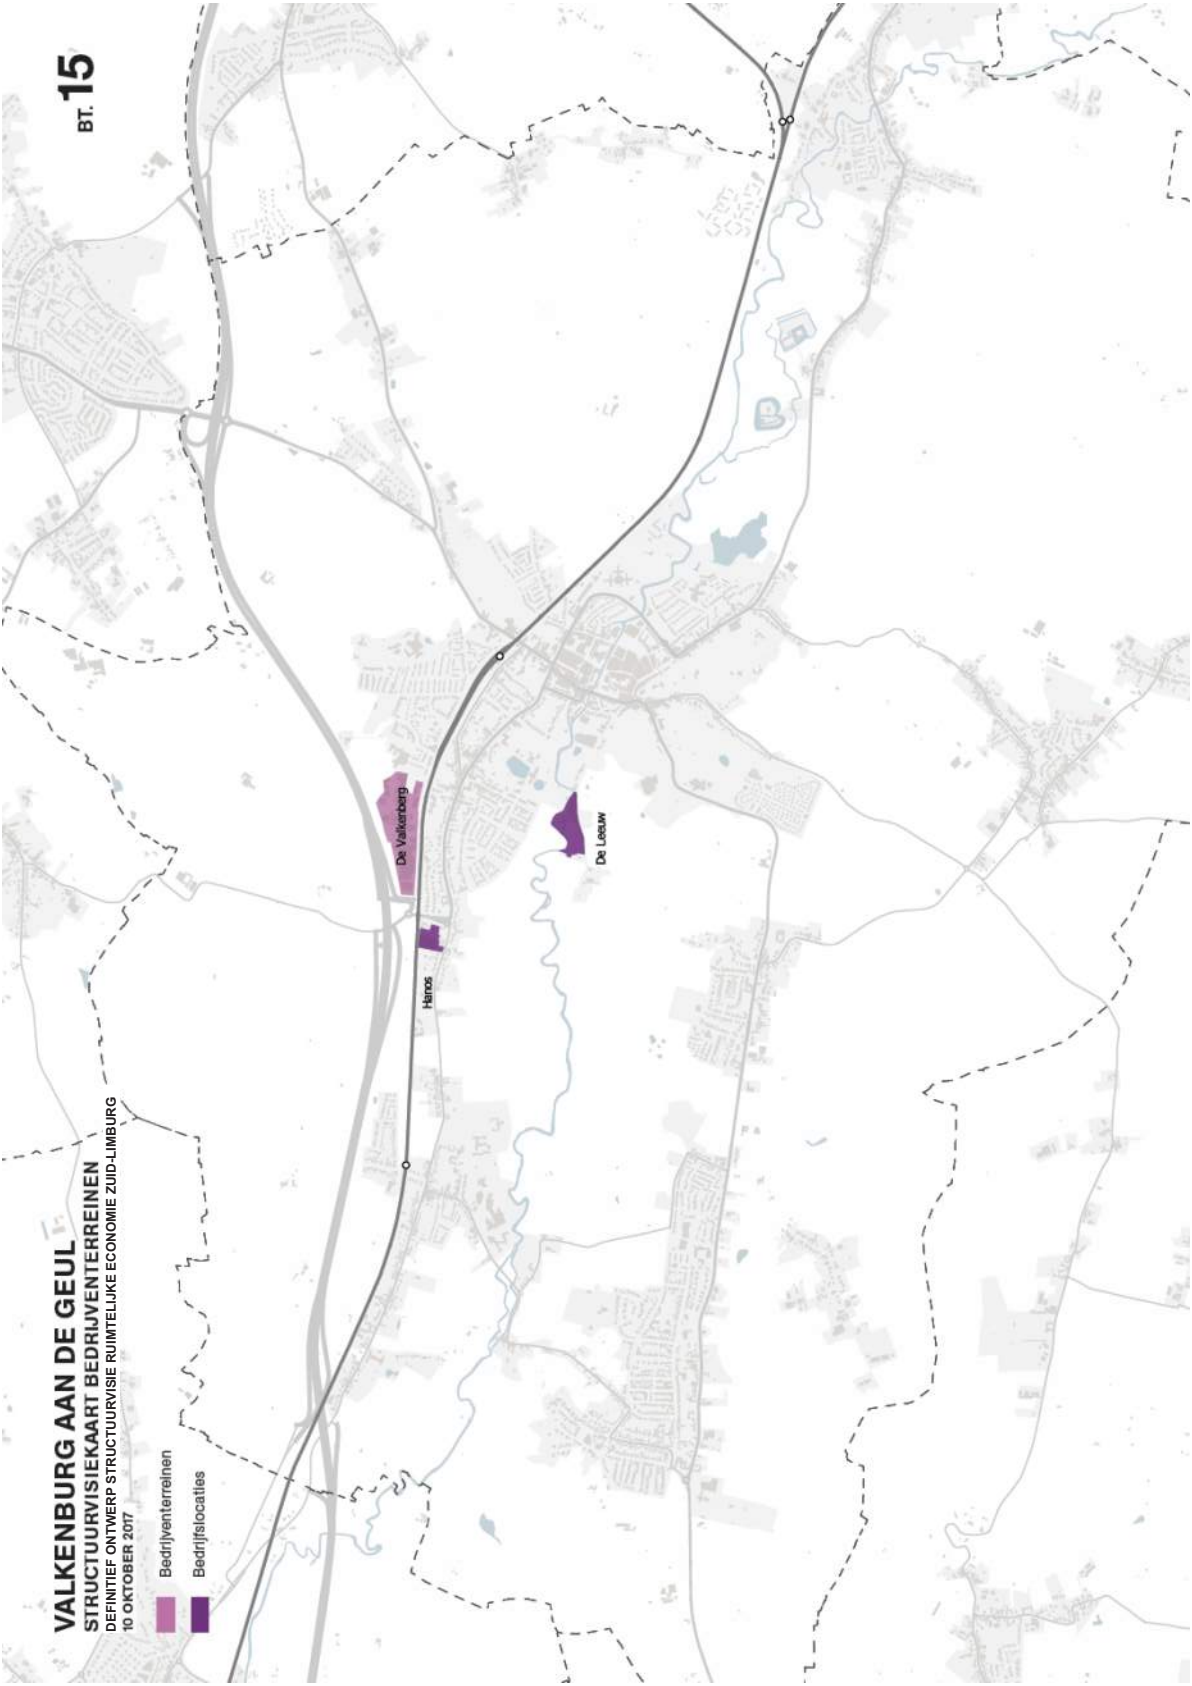 VALKENBURG AAN DE GEUL
STRUCTUURVISIEKAART BEDRIJVENTERREINEN
DEFINITIEF ONTWERP STRUCTUURVISIE RUIMTELIJKE ECONOMIE ZUID-LIMBURG
10 OKTOBER 2017
BT. 15
Bedrijventerreinen
Bedrijfslocaties
Hanos
De Valkenberg
De Leeuw